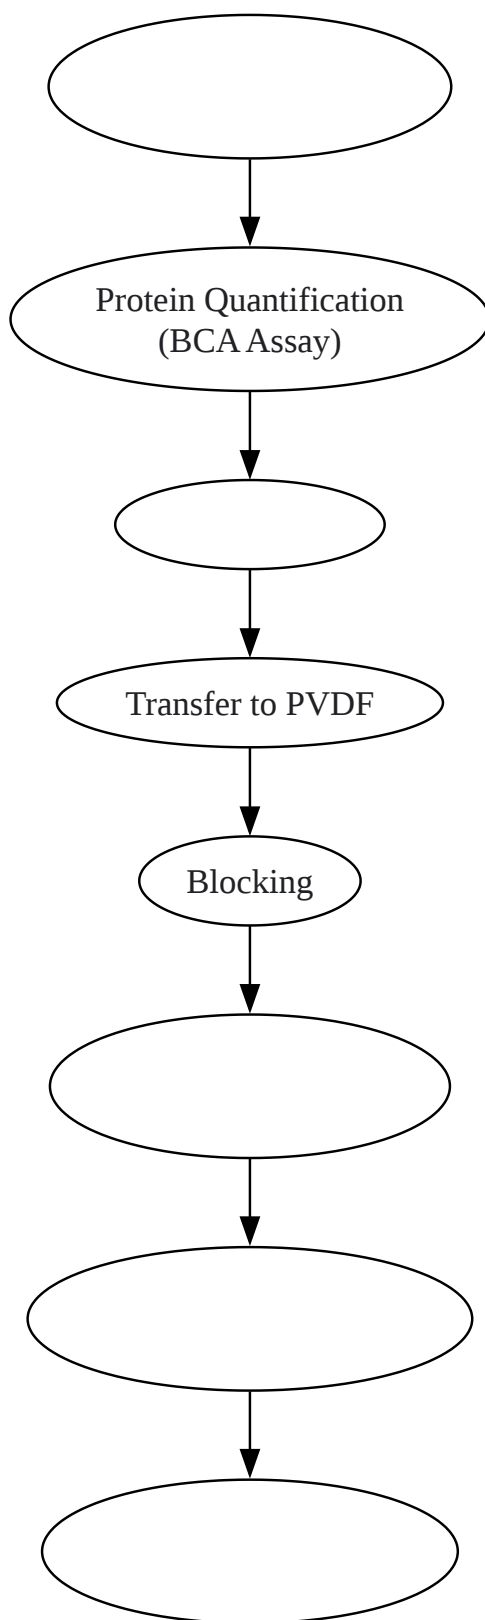 Protein Quantification
(BCA Assay)
Transfer to PVDF
Blocking